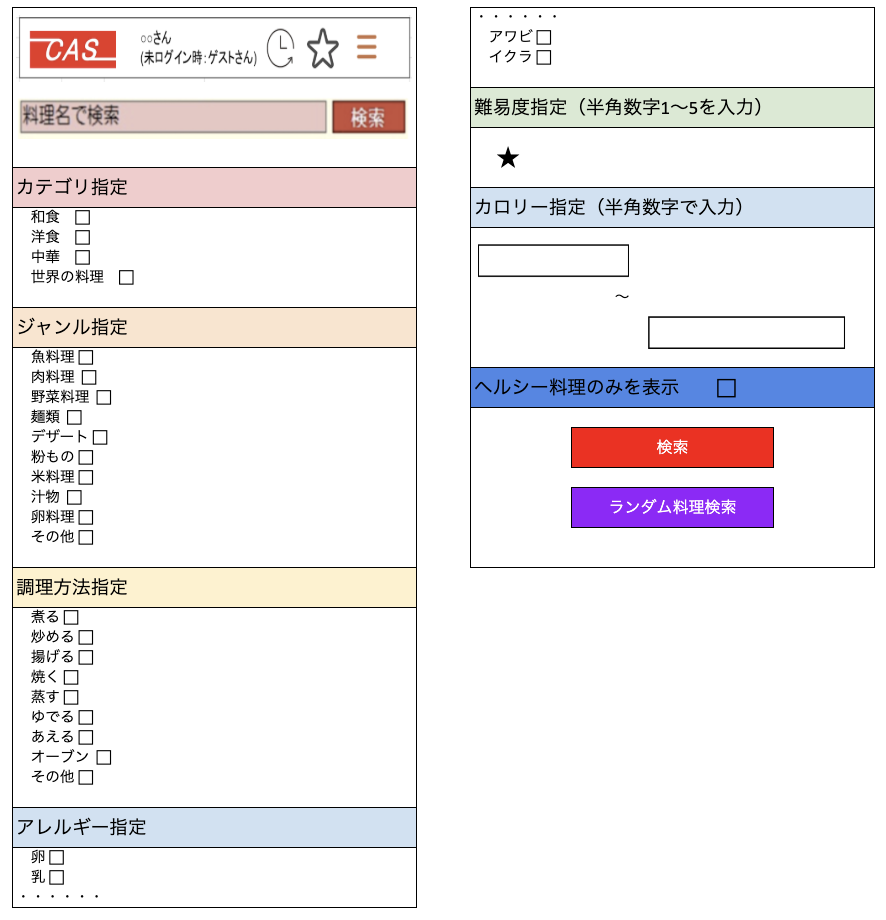 CAS
○○さん
(未ログイン時:ゲストさん)
料理名で検索
検索
カテゴリ指定
和食
洋食
中華
世界の料理
ジャンル指定
魚料理
肉料理
野菜料理
麺類
デザート
粉もの
米料理
汁物
卵料理
その他
調理方法指定
煮る
炒める
揚げる
焼く
蒸す
ゆでる
あえる
オーブン
その他
アレルギー指定
卵
乳
・・・・・・
・・・・・・
アワビ
イクラ
難易度指定（半角数字1～5を入力）
★
カロリー指定（半角数字で入力）
～
ヘルシー料理のみを表示
検索
ランダム料理検索